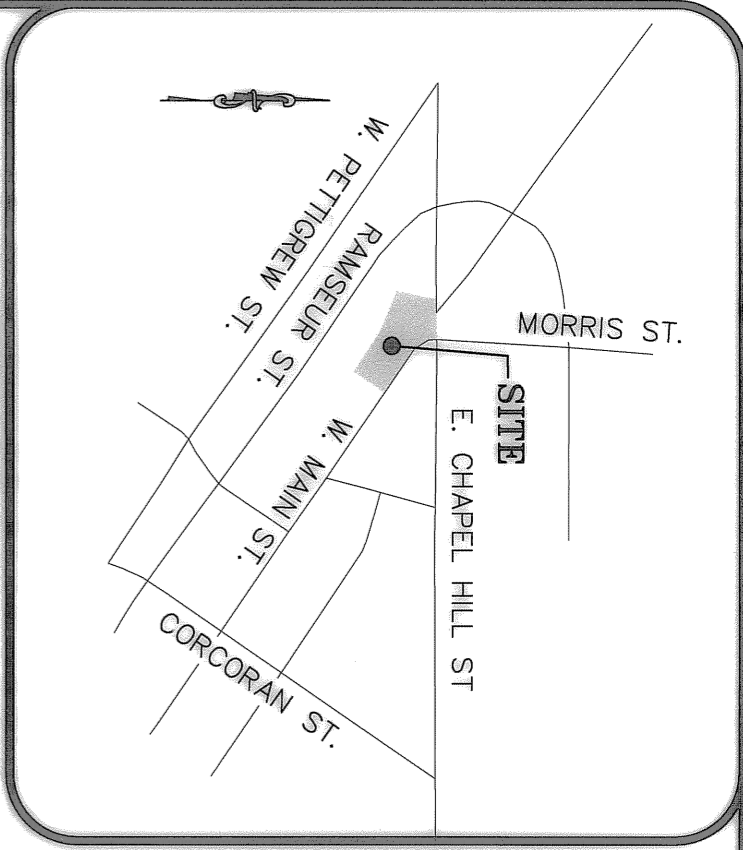 W. PETTIGREW ST.
RAMSEUR ST.
MORRIS ST.
SITE
W. MAIN ST.
E. CHAPEL HILL ST
CORCORAN ST.